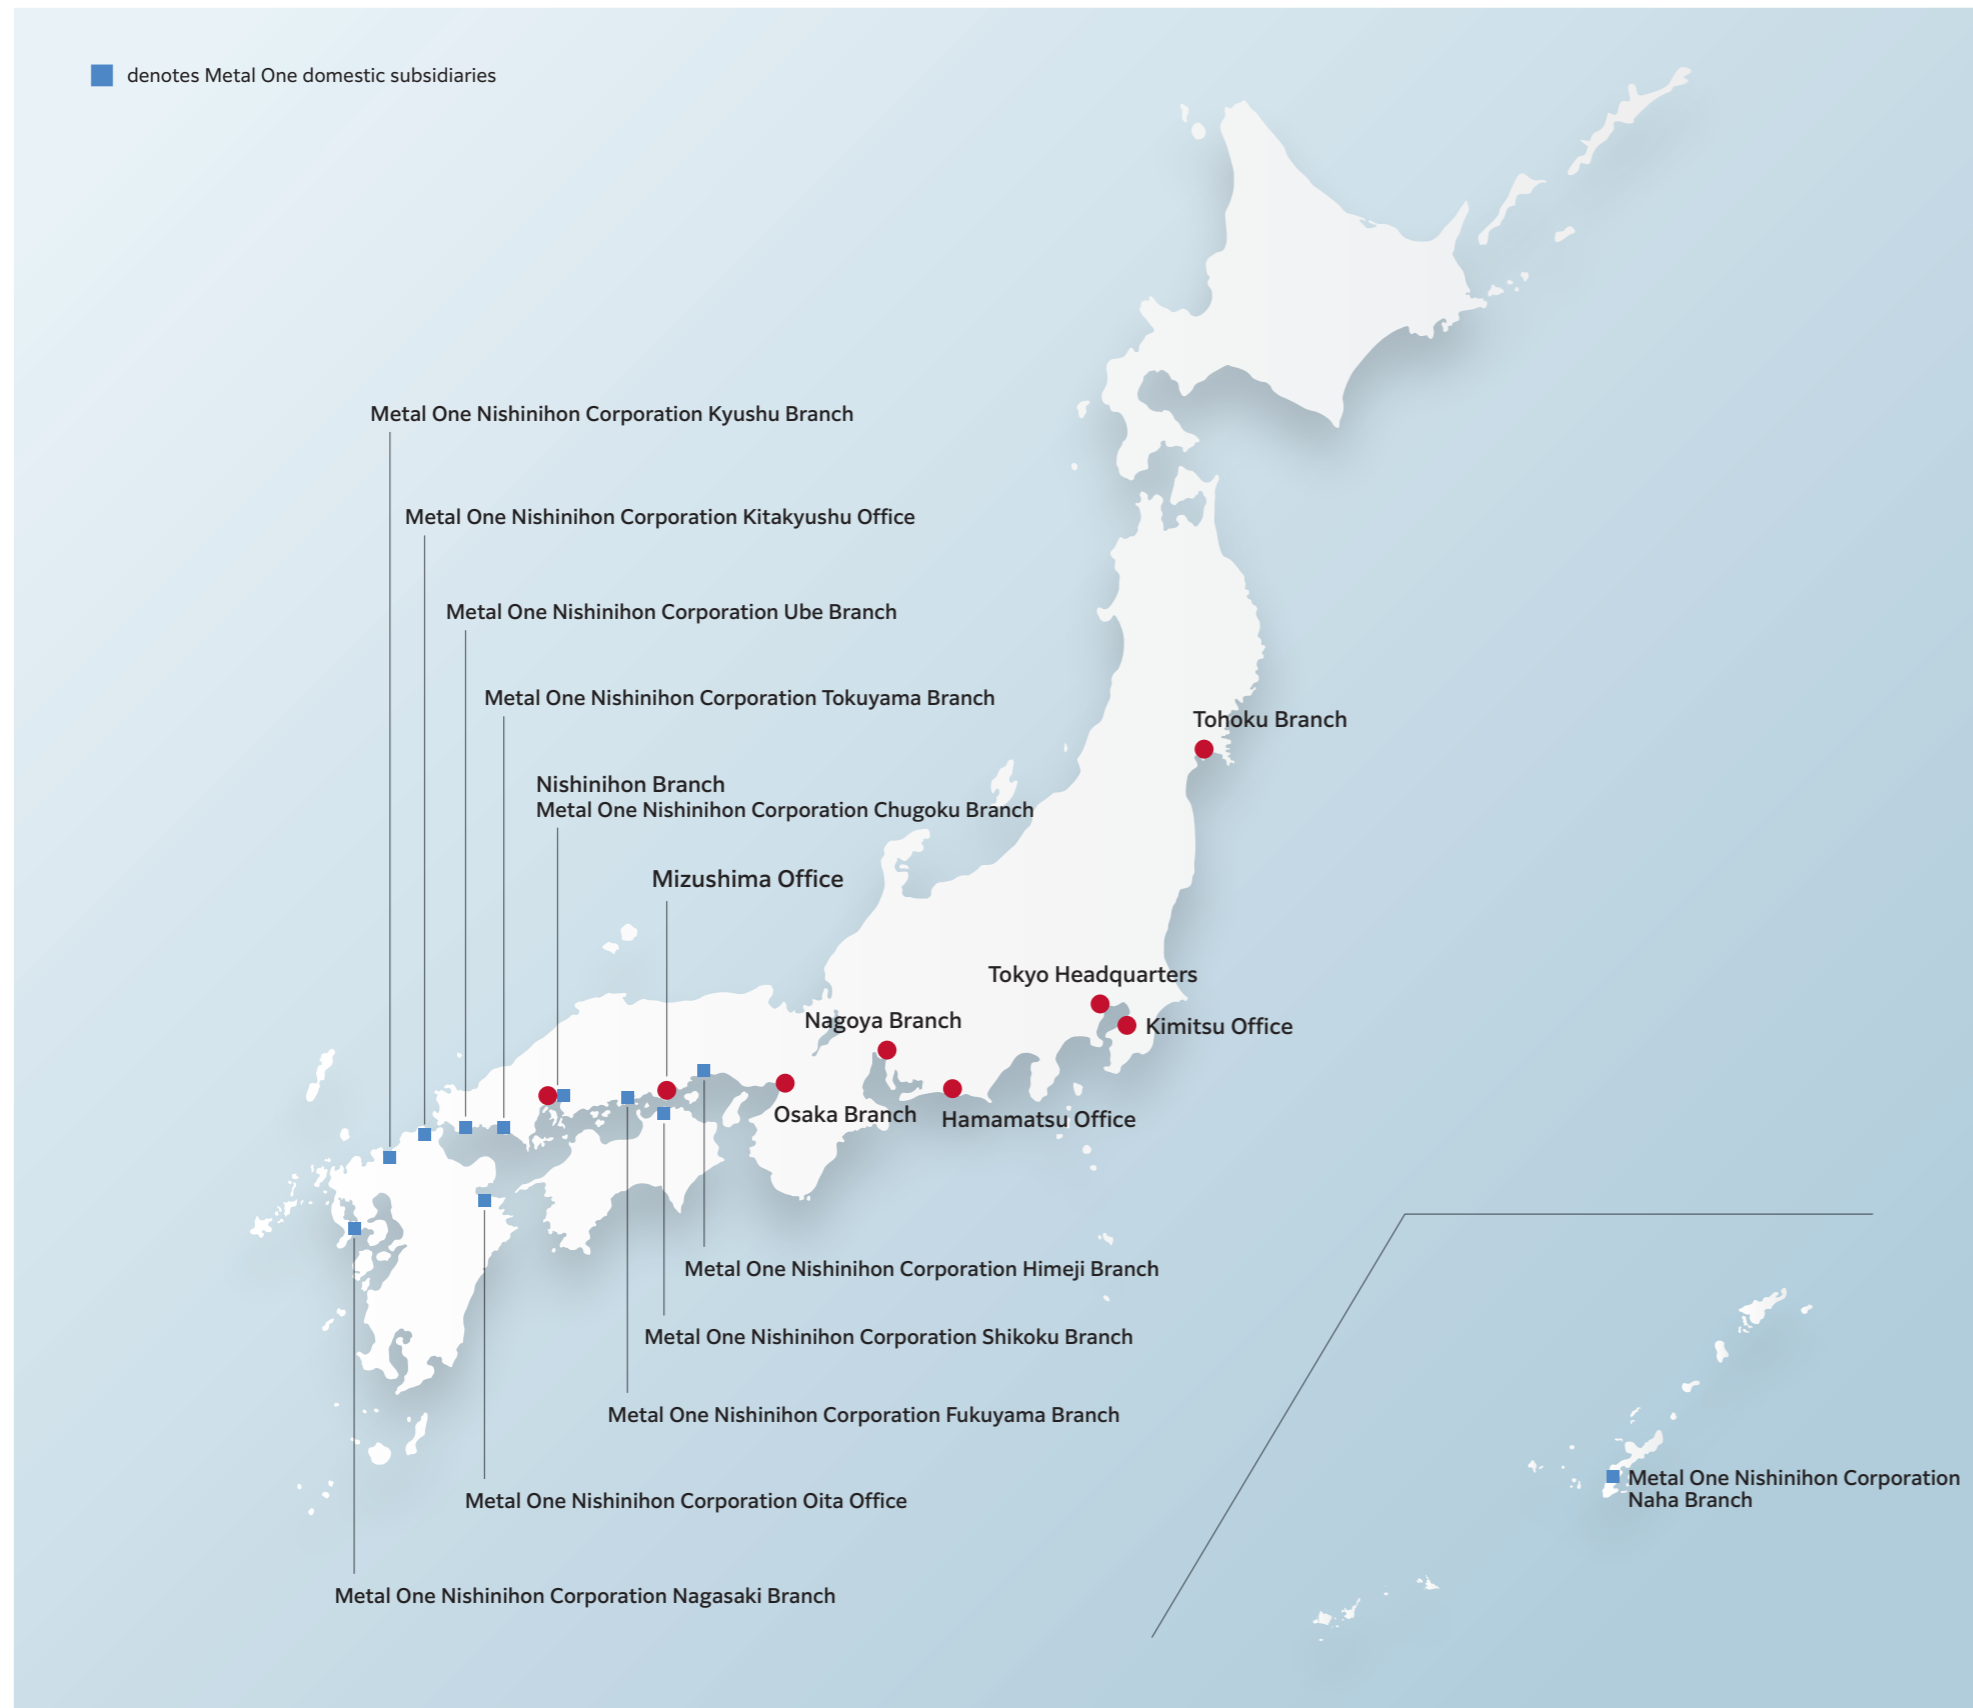 denotes Metal One domestic subsidiaries
Metal One Nishinihon Corporation Kyushu Branch
Metal One Nishinihon Corporation Kitakyushu Office
Metal One Nishinihon Corporation Ube Branch
Metal One Nishinihon Corporation Tokuyama Branch
Tohoku Branch
Nishinihon Branch
Metal One Nishinihon Corporation Chugoku Branch
Mizushima Office
Tokyo Headquarters
Nagoya Branch
Kimitsu Office
Osaka Branch
Hamamatsu Office
Metal One Nishinihon Corporation Himeji Branch
Metal One Nishinihon Corporation Shikoku Branch
Metal One Nishinihon Corporation Fukuyama Branch
Metal One Nishinihon Corporation
Naha Branch
Metal One Nishinihon Corporation Oita Office
Metal One Nishinihon Corporation Nagasaki Branch